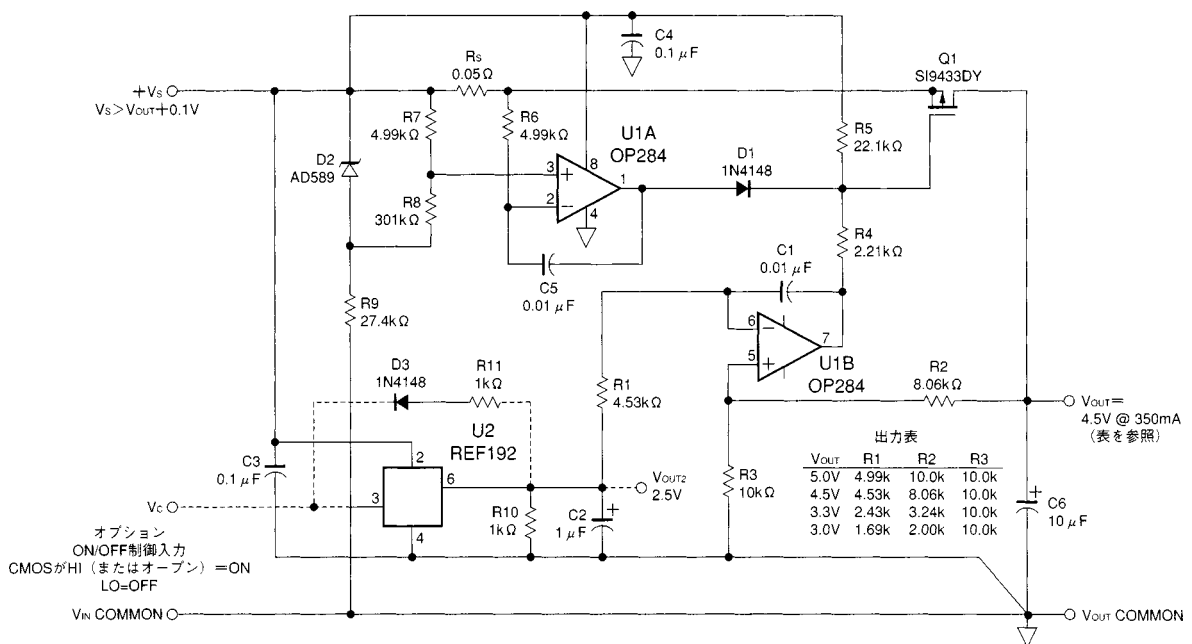 C4
0.1 μF
Q1
SI9433DY
RS
0.05Ω
+VS
VS>VOUT+0.1V
R7
4.99kΩ
R6
4.99kΩ
U1A
OP284
R5
22.1kΩ
D2
AD589
3
+
8
1
2
−
4
D1
1N4148
R8
301kΩ
R4
2.21kΩ
C5
0.01 μF
C1
0.01 μF
R9
27.4kΩ
6
−
7
5
+
U1B
OP284
D3
1N4148
R11
1kΩ
R1
4.53kΩ
R2
8.06kΩ
U2
REF192
VOUT=
4.5V @ 350mA
(表を参照)
C3
0.1 μF
2
6
3
4
VOUT2
2.5V
R3
10kΩ
出力表
VOUT R1 R2 R3
5.0V 4.99k 10.0k 10.0k
4.5V 4.53k 8.06k 10.0k
3.3V 2.43k 3.24k 10.0k
3.0V 1.69k 2.00k 10.0k
C6
10 μF
+
VC
R10
1kΩ
C2
1 μF
+
オプション
ON/OFF制御入力
CMOSがHI(またはオープン)=ON
LO=OFF
VIN COMMON
VOUT COMMON